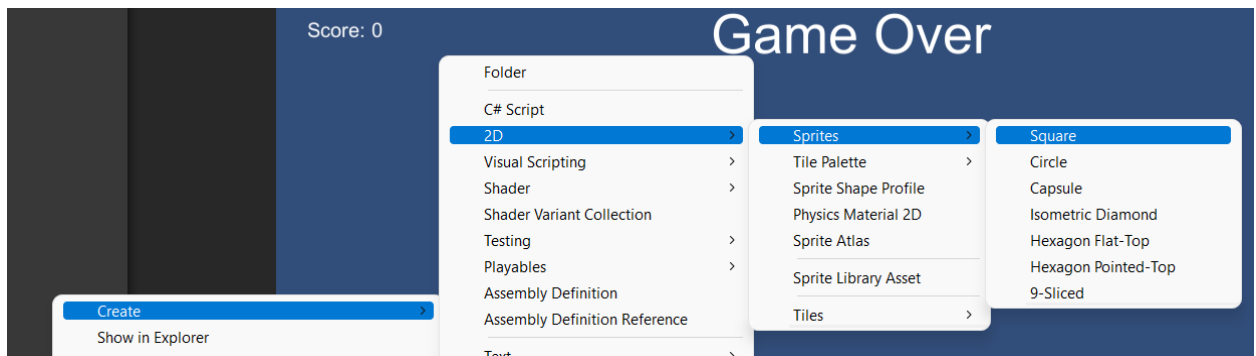 Score: 0
Game Over
Folder
C# Script
2D
Visual Scripting
Shader
Shader Variant Collection
Testing
Playables
Assembly Definition
Assembly Definition Reference
Text
Sprites
Tile Palette
Sprite Shape Profile
Physics Material 2D
Sprite Atlas
Sprite Library Asset
Tiles
Square
Circle
Capsule
Isometric Diamond
Hexagon Flat-Top
Hexagon Pointed-Top
9-Sliced
Create
Show in Explorer